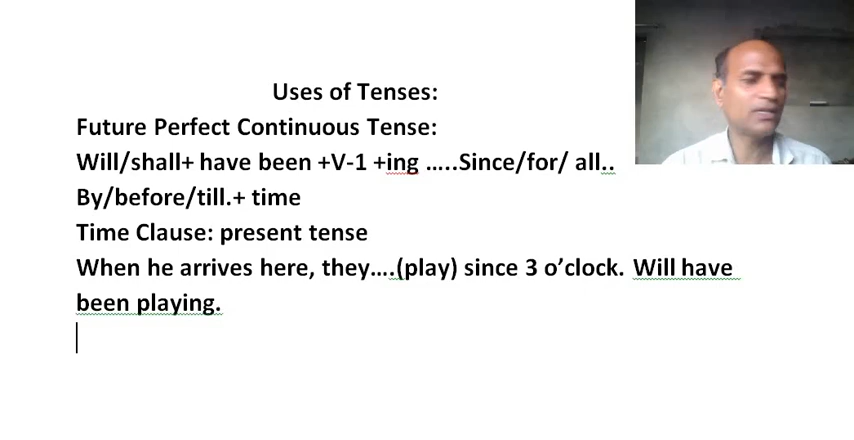 Uses of Tenses:
Future Perfect Continuous Tense:
Will/shall+ have been +V-1 +ing …..Since/for/ all..
By/before/till.+ time
Time Clause: present tense
When he arrives here, they….(play) since 3 o’clock. Will have
been playing.